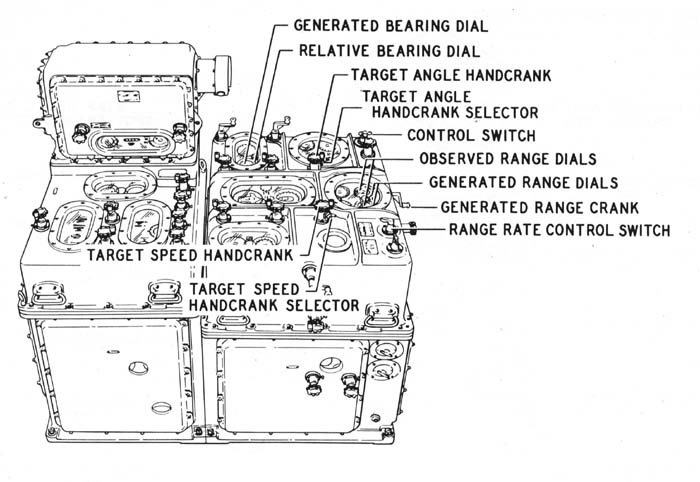 GENERATED BEARING DIAL
RELATIVE BEARING DIAL
TARGET ANGLE HANDCRANK
TARGET ANGLE
HANDCRANK SELECTOR
CONTROL SWITCH
OBSERVED RANGE DIALS
GENERATED RANGE DIALS
GENERATED RANGE CRANK
RANGE RATE CONTROL SWITCH
TARGET SPEED HANDCRANK
TARGET SPEED
HANDCRANK SELECTOR